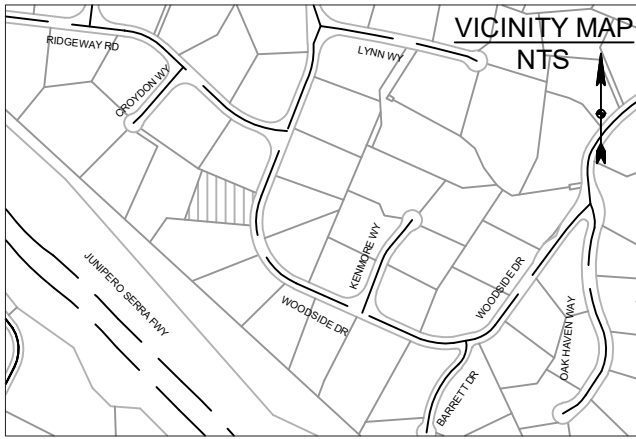 VICINITY MAP
NTS
RIDGEWAY RD
LYNN WY
CROYDON WY
KENMORE WY
JUNIPERO SERRA FWY
WOODSIDE DR
WOODSIDE DR
OAK HAVEN WAY
BARRETT DR